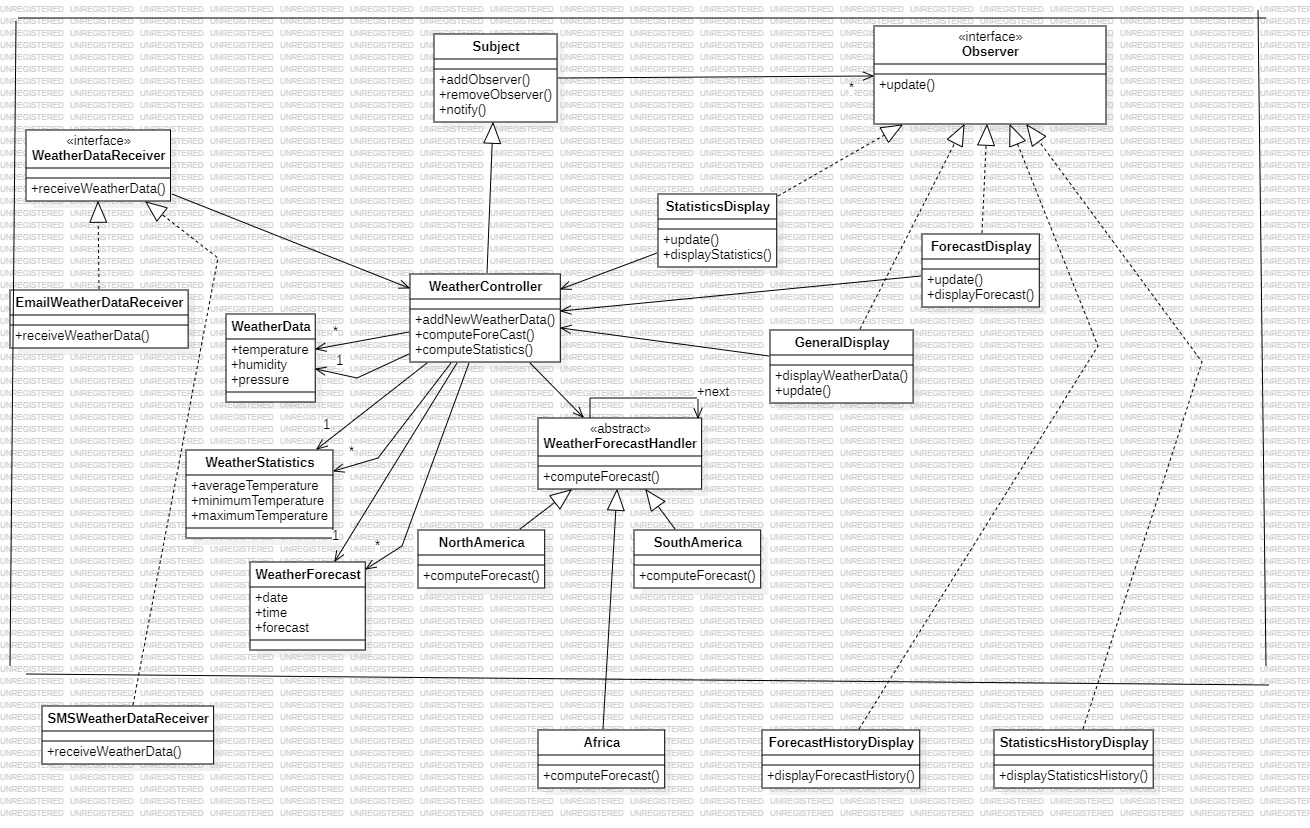 Subject
+addObserver()
+removeObserver()
+notify()
«interface»
Observer
+update()
*
«interface»
WeatherDataReceiver
+receiveWeatherData()
StatisticsDisplay
+update()
+displayStatistics()
ForecastDisplay
+update()
+displayForecast()
EmailWeatherDataReceiver
+receiveWeatherData()
WeatherController
+addNewWeatherData()
+computeForeCast()
+computeStatistics()
WeatherData
+temperature
+humidity
+pressure
*
1
GeneralDisplay
+displayWeatherData()
+update()
+next
«abstract»
WeatherForecastHandler
+computeForecast()
1
*
WeatherStatistics
+averageTemperature
+minimumTemperature
+maximumTemperature
1
*
NorthAmerica
+computeForecast()
SouthAmerica
+computeForecast()
WeatherForecast
+date
+time
+forecast
SMSWeatherDataReceiver
+receiveWeatherData()
Africa
+computeForecast()
ForecastHistoryDisplay
+displayForecastHistory()
StatisticsHistoryDisplay
+displayStatisticsHistory()
UNREGISTERED